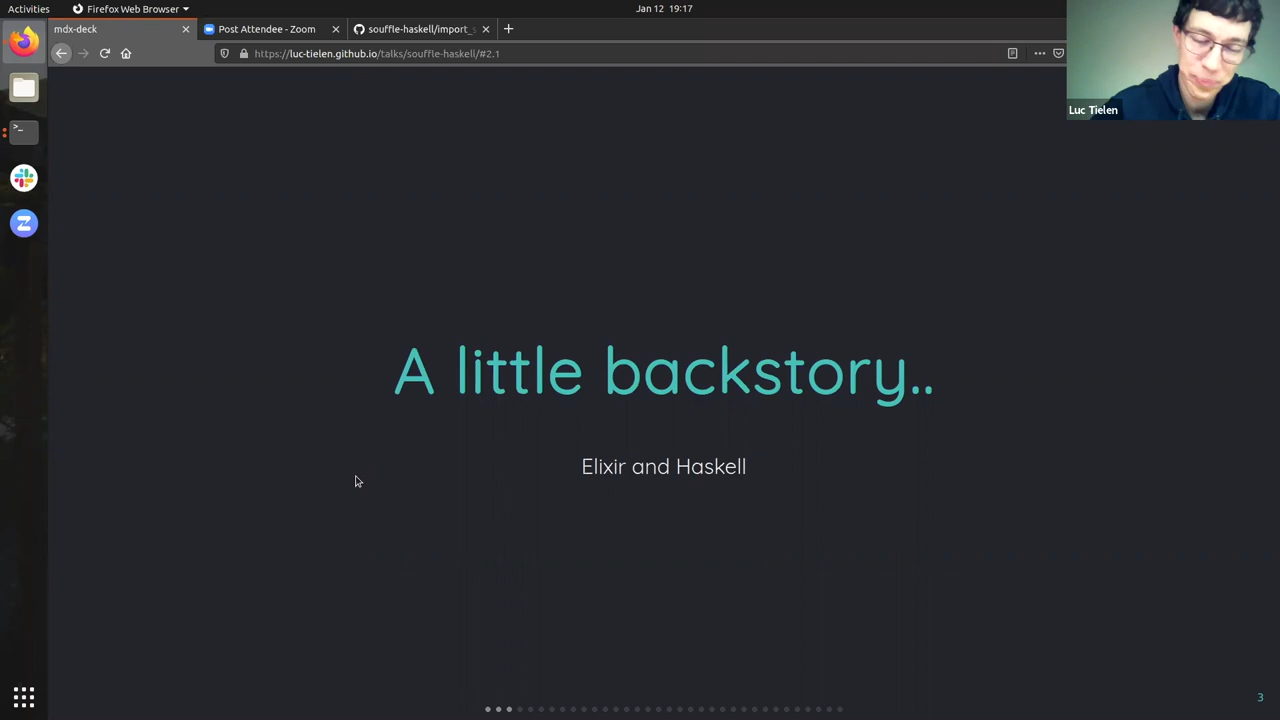 Activities
Firefox Web Browser
Jan 12 19:17
mdx-deck
Post Attendee - Zoom
souffle-haskell/import_s
https://luc-tielen.github.io/talks/souffle-haskell/#2.1
Luc Tielen
A little backstory..
Elixir and Haskell
3